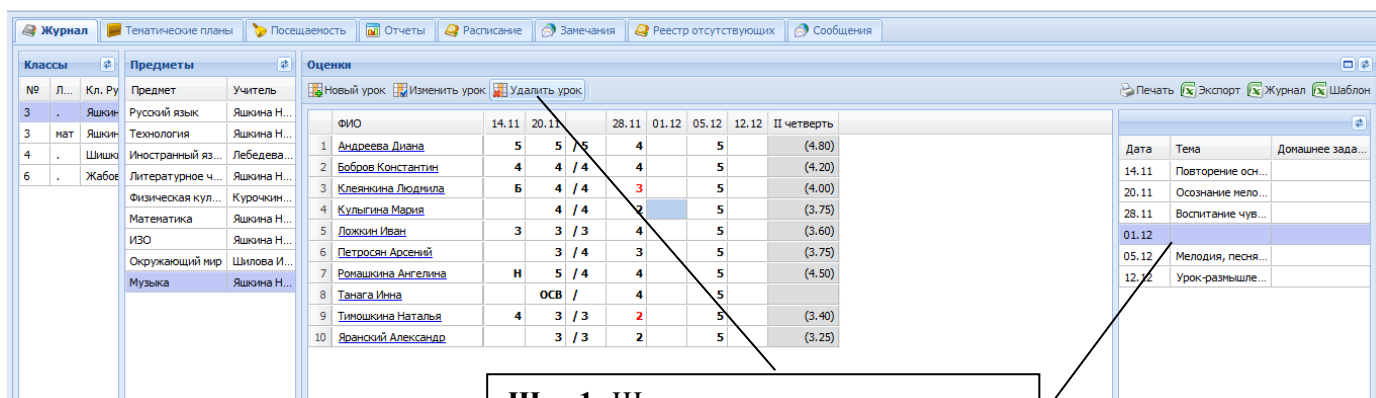 Журнал Тематические планы Посещаемость Отчеты Расписание Замечания Реестр отсутствующих Сообщения
Классы Предметы Оценки
Новый урок Изменить урок Удалить урок Печать Экспорт Журнал Шаблон
№ Л... Кл. Ру
3 . Яшкин
3 мат Яшкин
4 . Шишк
6 . Жабов
Предмет Учитель
Русский язык Яшкина Н...
Технология Яшкина Н...
Иностранный яз... Лебедева...
Литературное ч... Яшкина Н...
Физическая кул... Курочкин...
Математика Яшкина Н...
ИЗО Яшкина Н...
Окружающий мир Шилова И...
Музыка Яшкина Н...
ФИО 14.11 20.11 28.11 01.12 05.12 12.12 II четверть
1 Андреева Диана 5 5 / 5 4 5 (4.80)
2 Бобров Константин 4 4 / 4 4 5 (4.20)
3 Клеянкина Людмила Б 4 / 4 3 5 (4.00)
4 Кулыгина Мария 4 / 4 2 5 (3.75)
5 Ложкин Иван 3 3 / 3 4 5 (3.60)
6 Петросян Арсений 3 / 4 3 5 (3.75)
7 Ромашкина Ангелина Н 5 / 4 4 5 (4.50)
8 Танага Инна ОСВ / 4 5
9 Тимошкина Наталья 4 3 / 3 2 5 (3.40)
10 Яранский Александр 3 / 3 2 5 (3.25)
Дата Тема Домашнее зада...
14.11 Повторение осн...
20.11 Осознание мело...
28.11 Воспитание чув...
01.12
05.12 Мелодия, песня...
12.12 Урок-размышле...